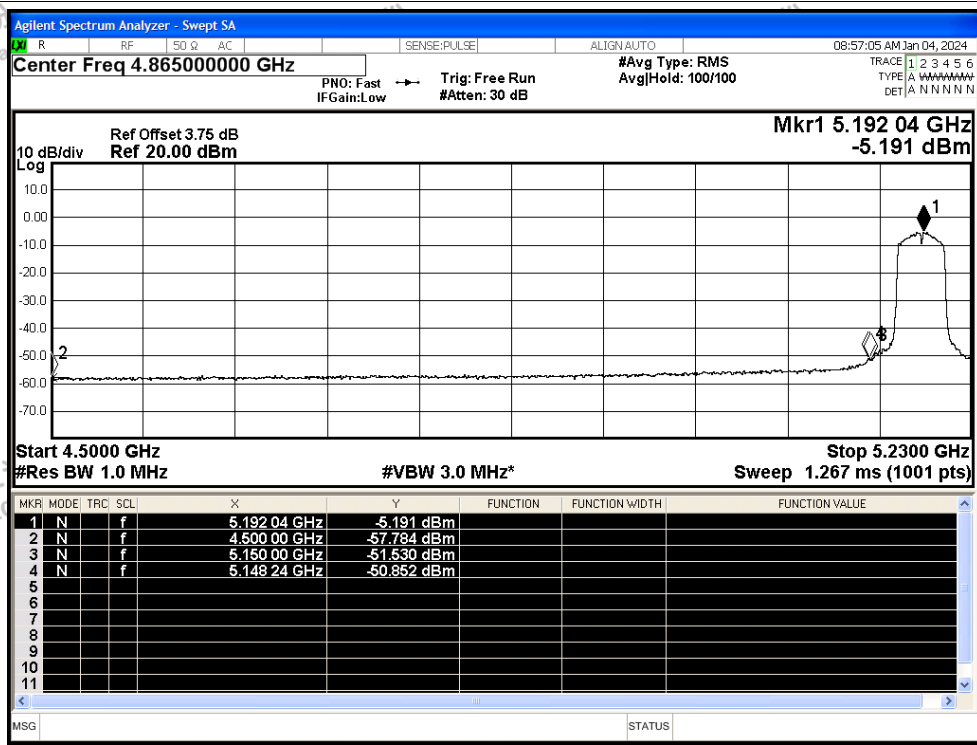 Agilent Spectrum Analyzer - Swept SA
LXI R RF 50 Ω AC SENSE:PULSE ALIGN AUTO 08:57:05 AM Jan 04, 2024
Center Freq 4.865000000 GHz
PNO: Fast Trig: Free Run #Avg Type: RMS TRACE 1 2 3 4 5 6
IFGain:Low #Atten: 30 dB Avg|Hold: 100/100 TYPE A WWWWW
DET A N N N N N
Ref Offset 3.75 dB Mkr1 5.192 04 GHz
10 dB/div Ref 20.00 dBm -5.191 dBm
Log
10.0
0.00
-10.0
-20.0
-30.0
-40.0
-50.0
-60.0
-70.0
1
2
4
3
Start 4.5000 GHz Stop 5.2300 GHz
#Res BW 1.0 MHz #VBW 3.0 MHz* Sweep 1.267 ms (1001 pts)
MKR MODE TRC SCL X Y FUNCTION FUNCTION WIDTH FUNCTION VALUE
1 N f 5.192 04 GHz -5.191 dBm
2 N f 4.500 00 GHz -57.784 dBm
3 N f 5.150 00 GHz -51.530 dBm
4 N f 5.148 24 GHz -50.852 dBm
5
6
7
8
9
10
11
MSG STATUS